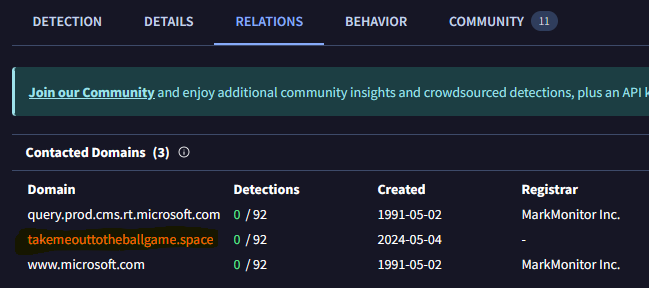 DETECTION DETAILS RELATIONS BEHAVIOR COMMUNITY 11
Join our Community and enjoy additional community insights and crowdsourced detections, plus an API k
Contacted Domains (3)
Domain Detections Created Registrar
query.prod.cms.rt.microsoft.com 0 / 92 1991-05-02 MarkMonitor Inc.
takemeouttotheballgame.space 0 / 92 2024-05-04 -
www.microsoft.com 0 / 92 1991-05-02 MarkMonitor Inc.